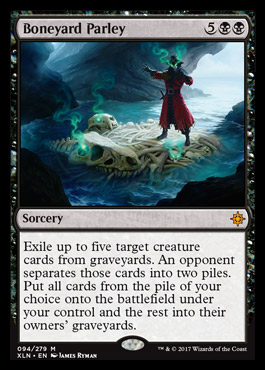 Boneyard Parley 5
Sorcery
Exile up to five target creature
cards from graveyards. An opponent
separates those cards into two piles.
Put all cards from the pile of your
choice onto the battlefield under
your control and the rest into their
owners' graveyards.
094/279 M
XLN • EN JAMES RYMAN
™ & © 2017 Wizards of the Coast